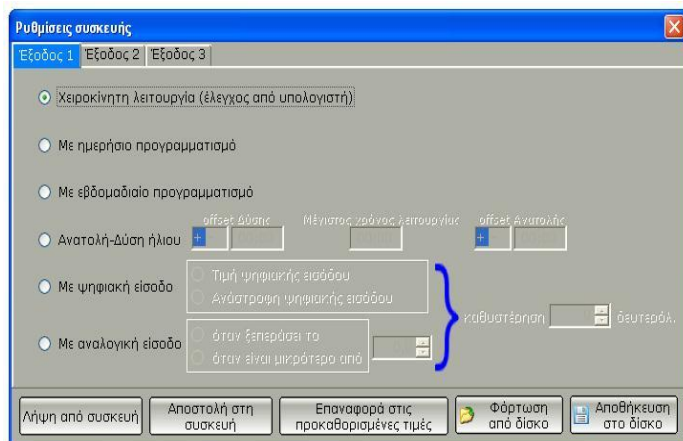 Ρυθμίσεις συσκευής
Έξοδος 1 Έξοδος 2 Έξοδος 3
Χειροκίνητη λειτουργία (έλεγχος από υπολογιστή)
Με ημερήσιο προγραμματισμό
Με εβδομαδιαίο προγραμματισμό
offset Δύσης Μέγιστος χρόνος λειτουργίας offset Ανατολής
Ανατολή-Δύση ήλιου + +
Με ψηφιακή είσοδο
Τιμή ψηφιακής εισόδου
Ανάστροφη ψηφιακής εισόδου
καθυστέρηση δευτερόλ.
Με αναλογική είσοδο
όταν ξεπεράσει το
όταν είναι μικρότερο από
Λήψη από συσκευή
Αποστολή στη
συσκευή
Επαναφορά στις
προκαθορισμένες τιμές
Φόρτωση
από δίσκο
Αποθήκευση
στο δίσκο